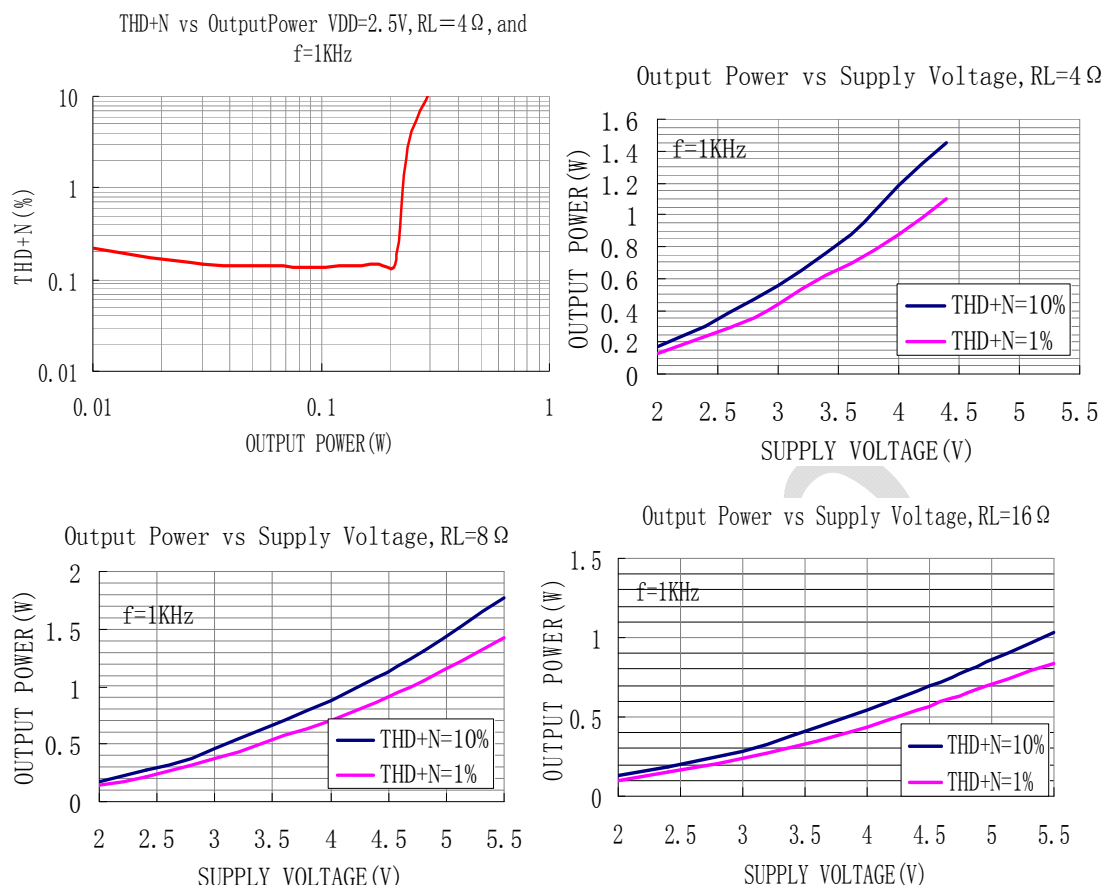 THD+N vs OutputPower VDD=2.5V,RL=4Ω,and
f=1KHz
10
1
0.1
0.01
THD+N(%)
0.01
0.1
1
OUTPUT POWER(W)
Output Power vs Supply Voltage,RL=4Ω
f=1KHz
1.6
1.4
1.2
1
0.8
0.6
0.4
0.2
0
OUTPUT POWER(W)
THD+N=10%
THD+N=1%
2
2.5
3
3.5
4
4.5
5
5.5
SUPPLY VOLTAGE(V)
Output Power vs Supply Voltage,RL=8Ω
f=1KHz
2
1.5
1
0.5
0
OUTPUT POWER(W)
THD+N=10%
THD+N=1%
2
2.5
3
3.5
4
4.5
5
5.5
SUPPLY VOLTAGE(V)
Output Power vs Supply Voltage,RL=16Ω
f=1KHz
1.5
1
0.5
0
OUTPUT POWER(W)
THD+N=10%
THD+N=1%
2
2.5
3
3.5
4
4.5
5
5.5
SUPPLY VOLTAGE(V)